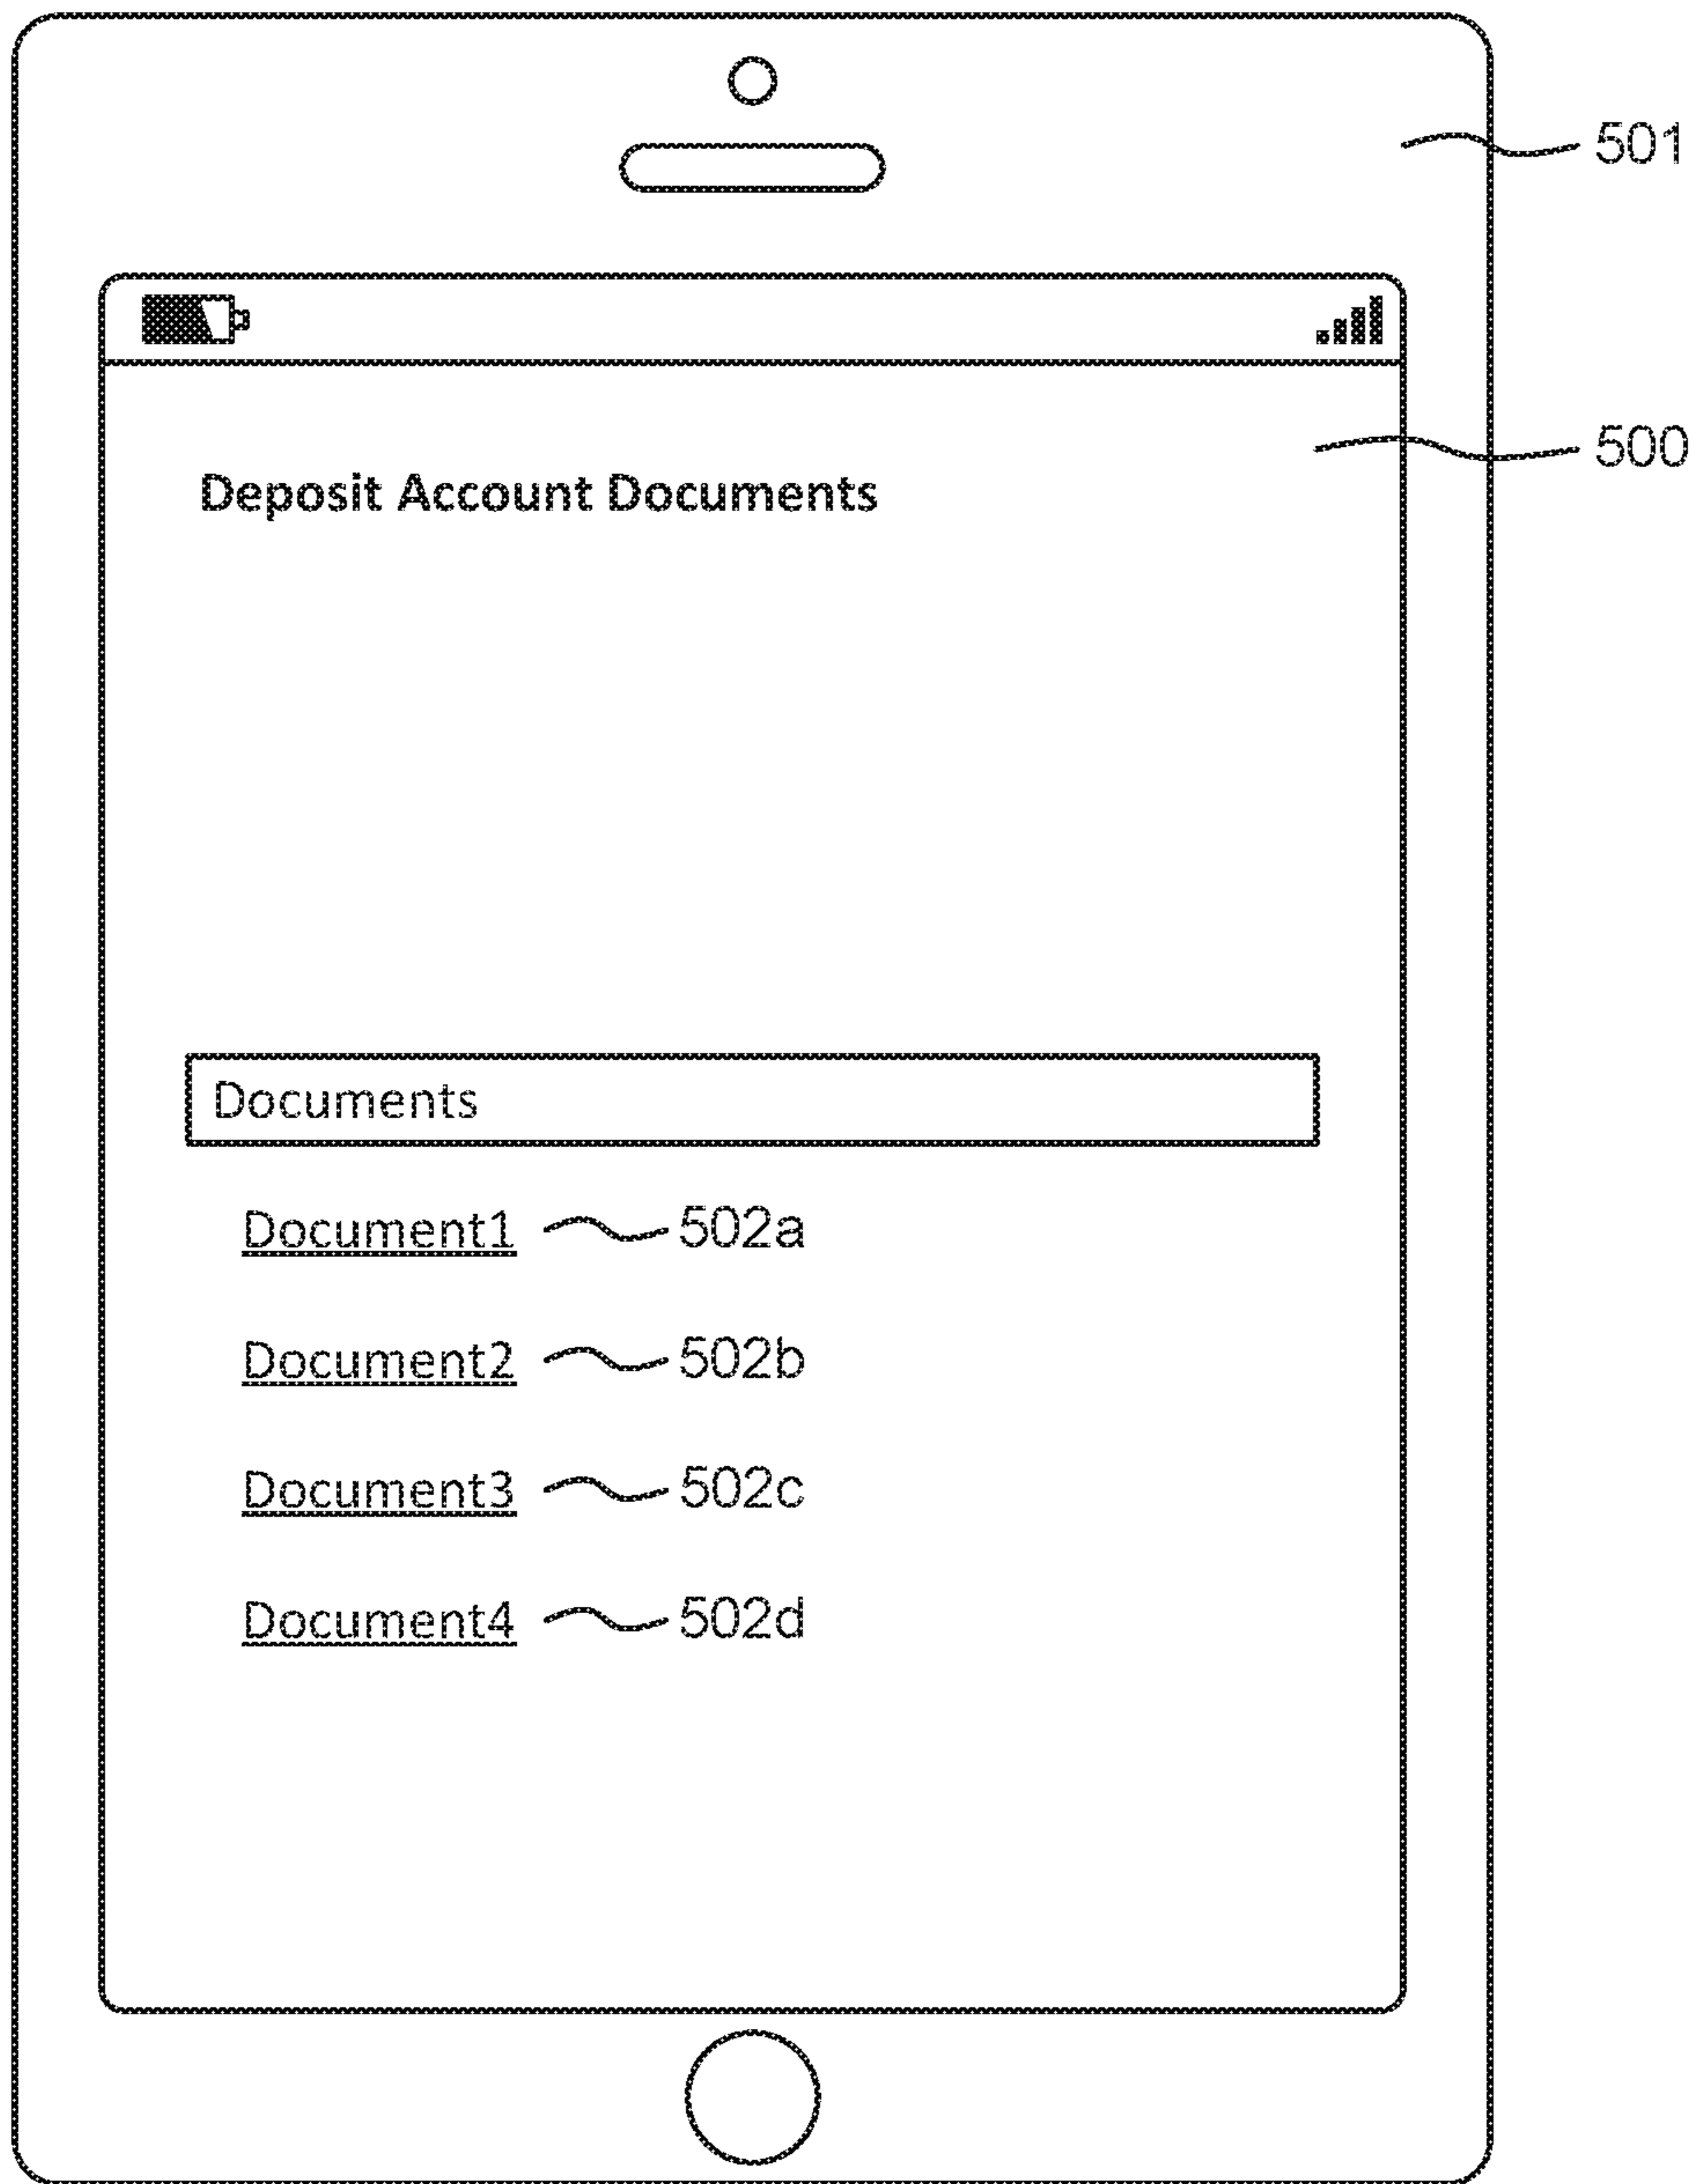 501
500
Deposit Account Documents
Documents
Document1 502a
Document2 502b
Document3 502c
Document4 502d